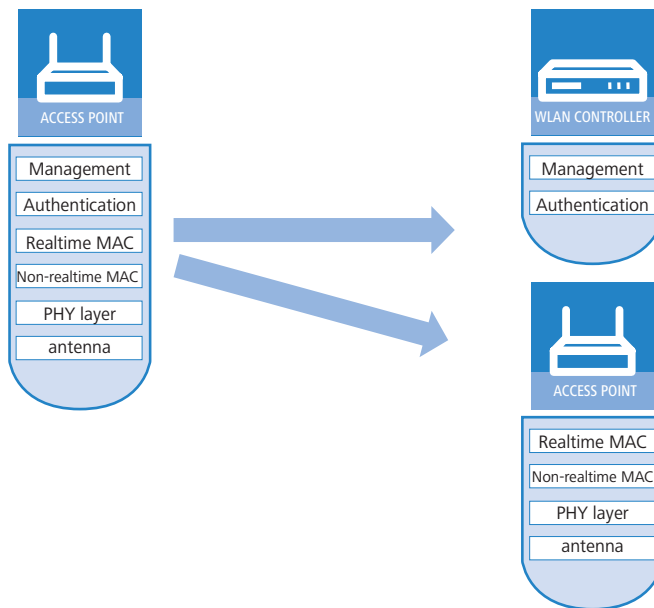 ACCESS POINT
Management
Authentication
Realtime MAC
Non-realtime MAC
PHY layer
antenna
WLAN CONTROLLER
Management
Authentication
ACCESS POINT
Realtime MAC
Non-realtime MAC
PHY layer
antenna